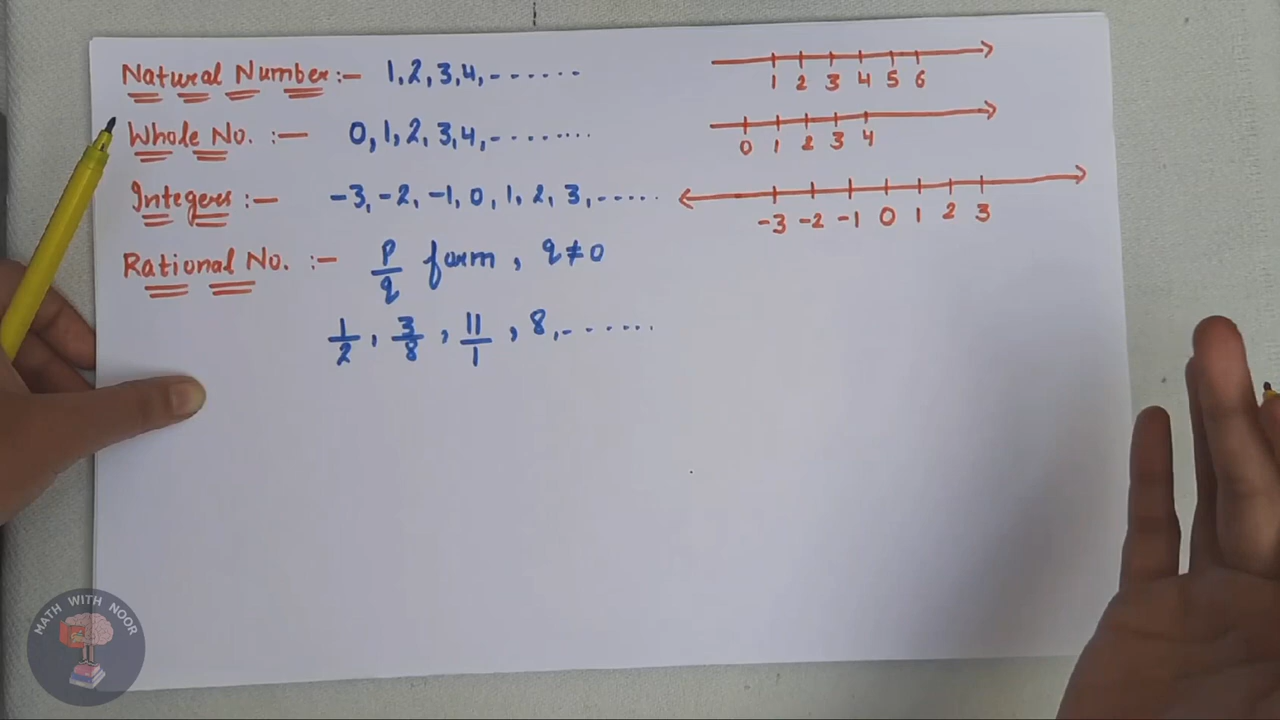 Natural Number:- 1,2,3,4,-------
1 2 3 4 5 6
Whole No. :- 0,1,2,3,4,--------
0 1 2 3 4
Integers :- -3,-2,-1,0,1,2,3,------
-3 -2 -1 0 1 2 3
Rational No. :- P/q form, q≠0
1/2, 3/8, 11/1, 8,-------
MATH WITH NOOR